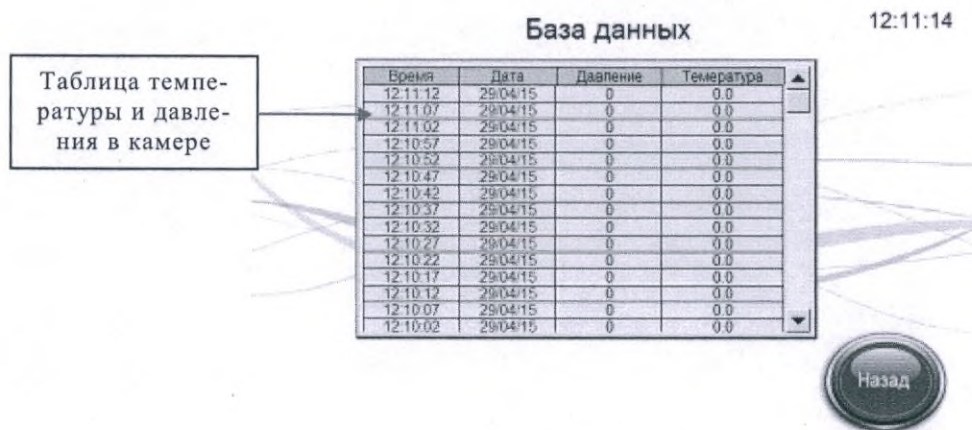 База данных
12:11:14
Таблица темпе-
ратуры и давле-
ния в камере
Время Дата Давление Темература
12:11:12 29/04/15 0 0.0
12:11:07 29/04/15 0 0.0
12:11:02 29/04/15 0 0.0
12:10:57 29/04/15 0 0.0
12:10:52 29/04/15 0 0.0
12:10:47 29/04/15 0 0.0
12:10:42 29/04/15 0 0.0
12:10:37 29/04/15 0 0.0
12:10:32 29/04/15 0 0.0
12:10:27 29/04/15 0 0.0
12:10:22 29/04/15 0 0.0
12:10:17 29/04/15 0 0.0
12:10:12 29/04/15 0 0.0
12:10:07 29/04/15 0 0.0
12:10:02 29/04/15 0 0.0
Назад